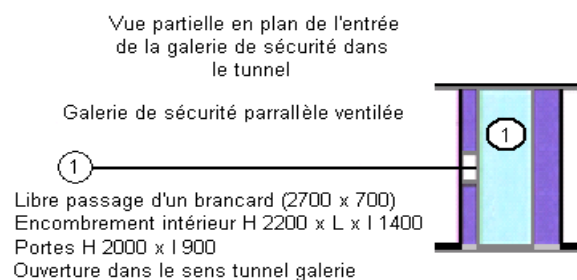 Vue partielle en plan de l'entrée
de la galerie de sécurité dans
le tunnel
Galerie de sécurité parrallèle ventilée
1
1
Libre passage d'un brancard (2700 x 700)
Encombrement intérieur H 2200 x L x l 1400
Portes H 2000 x l 900
Ouverture dans le sens tunnel galerie